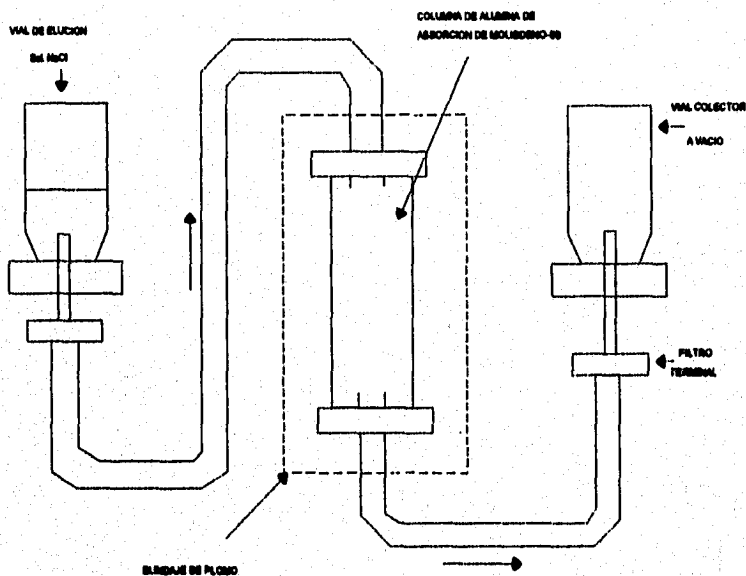 COLUMNA DE ALUMINA DE
ABSORCION DE MOLIBDENO-99
VIAL DE ELUCION
Sol. NaCl
VIAL COLECTOR
A VACIO
FILTRO
TERMINAL
BLINDAJE DE PLOMO